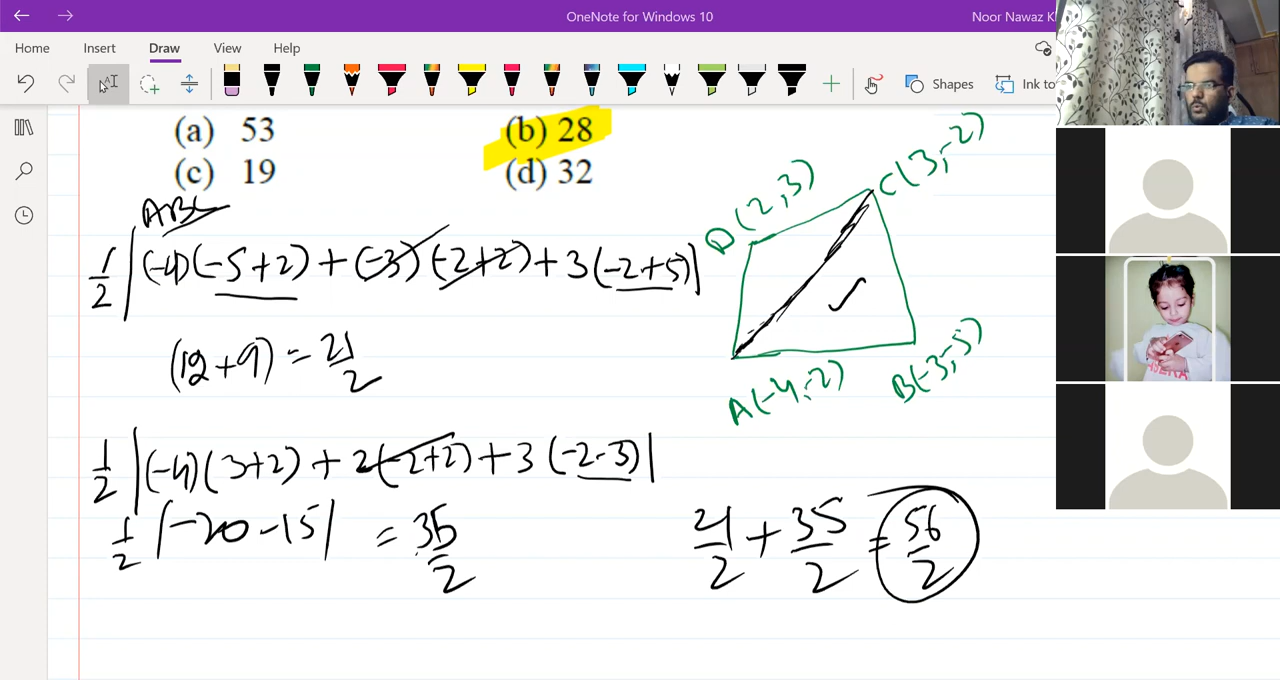 OneNote for Windows 10
Noor Nawaz K
Home Insert Draw View Help
Shapes
Ink to
(a) 53 (b) 28
(c) 19 (d) 32
ABC
1/2 |(-4)(-5+2) + (-3)(-2+2) + 3(-2+5)|
(12+9) = 21/2
1/2 |(-4)(3+2) + 2(-2+2) + 3(-2-3)|
1/2 |-20-15| = 35/2
21/2 + 35/2 = 56/2
D(2,3)
C(3,-2)
A(-4,-2)
B(-3,-5)